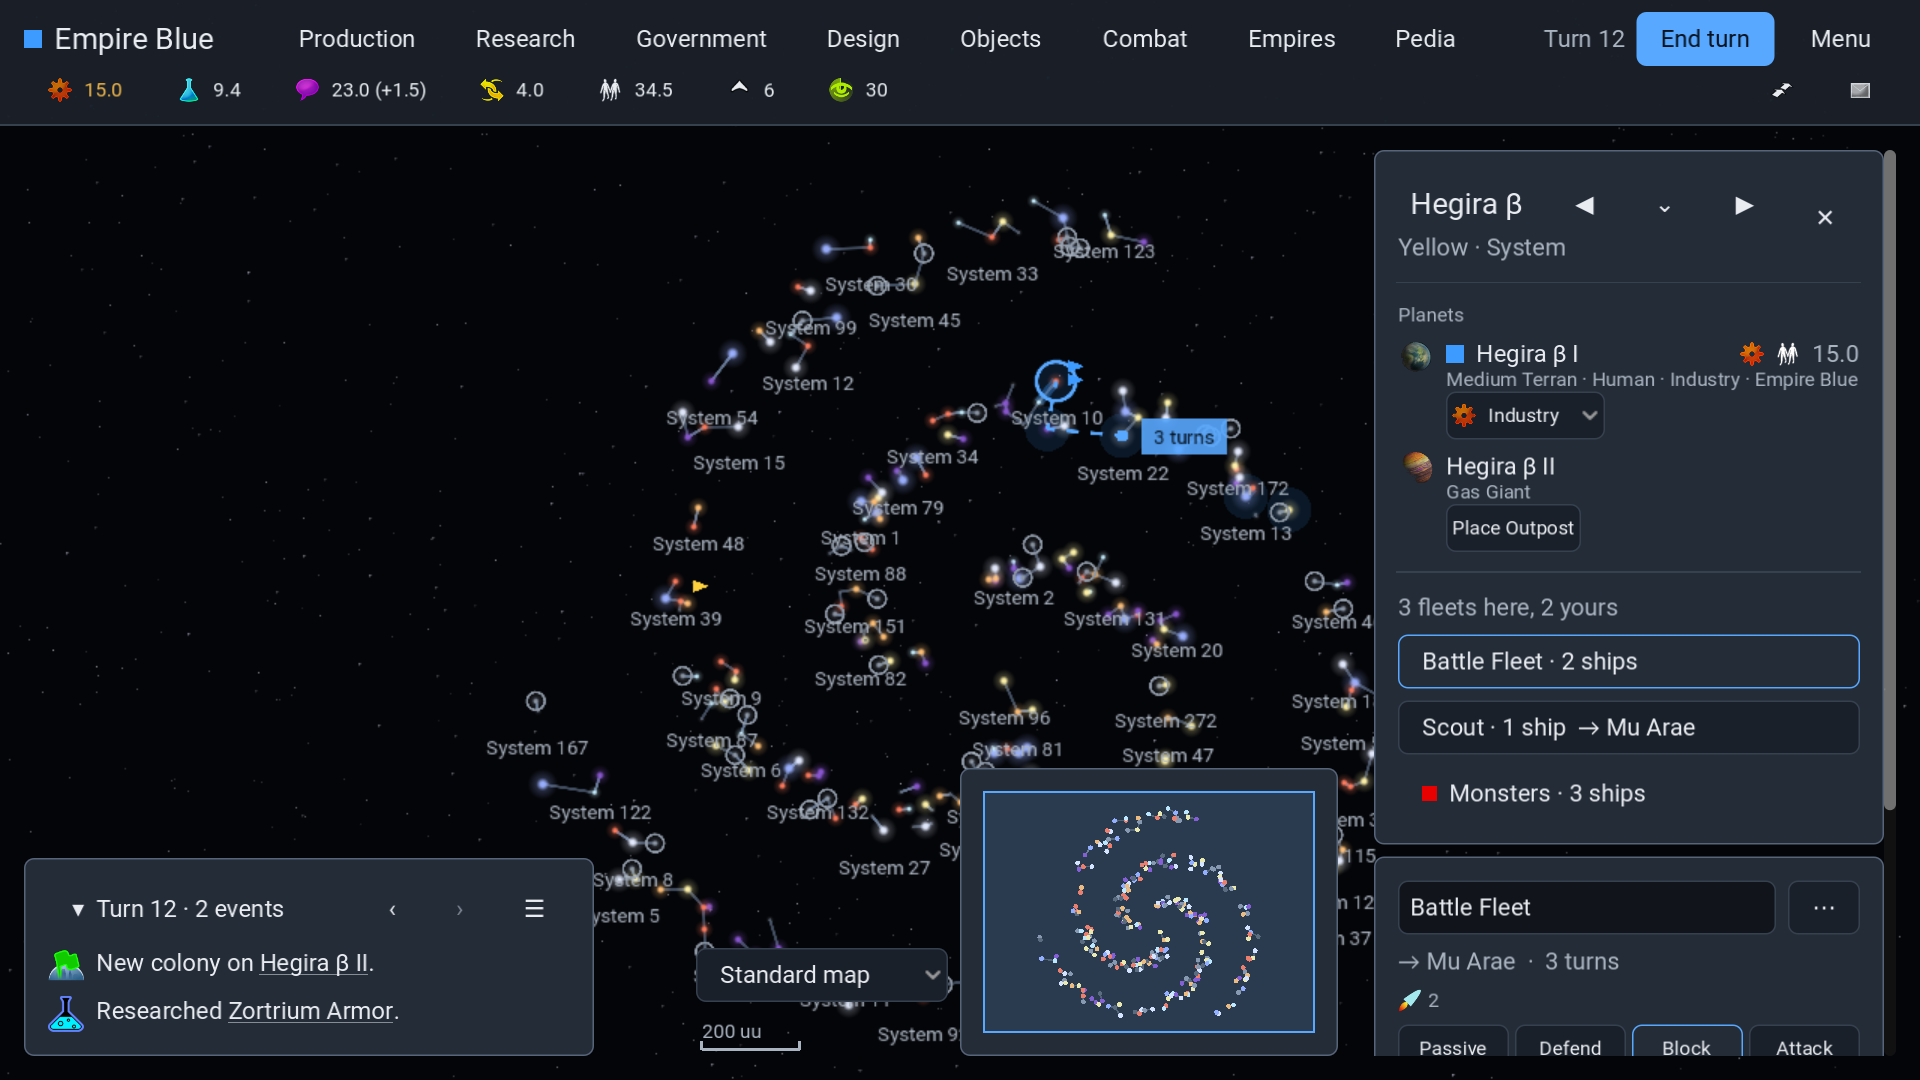 Empire Blue
Production
Research
Government
Design
Objects
Combat
Empires
Pedia
Turn 12
End turn
Menu
15.0
9.4
23.0 (+1.5)
4.0
34.5
6
30
System 123
System 33
System 30
System 45
System 99
System 12
System 54
System 15
System 10
System 34
3 turns
System 22
System 172
System 79
System 13
System 1
System 48
System 88
System 2
System 39
System 151
System 131
System 20
System 82
System 9
System 96
System 272
System 87
System 81
System 47
System 6
System 167
System 122
System 132
System 27
System 8
System
115
37
200 uu
Standard map
Turn 12 · 2 events
New colony on Hegira β II.
Researched Zortrium Armor.
Hegira β
Yellow · System
Planets
Hegira β I
15.0
Medium Terran · Human · Industry · Empire Blue
Industry
Hegira β II
Gas Giant
Place Outpost
3 fleets here, 2 yours
Battle Fleet · 2 ships
Scout · 1 ship → Mu Arae
Monsters · 3 ships
Battle Fleet
...
→ Mu Arae · 3 turns
2
Passive
Defend
Block
Attack